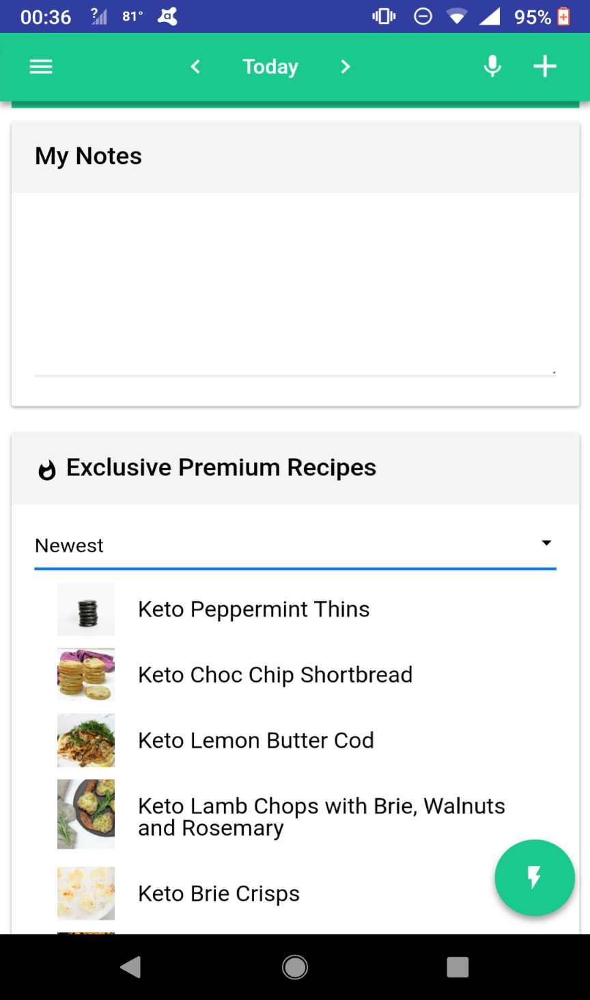 00:36 ? 81° a 95%
Today
My Notes
Exclusive Premium Recipes
Newest
Keto Peppermint Thins
Keto Choc Chip Shortbread
Keto Lemon Butter Cod
Keto Lamb Chops with Brie, Walnuts
and Rosemary
Keto Brie Crisps